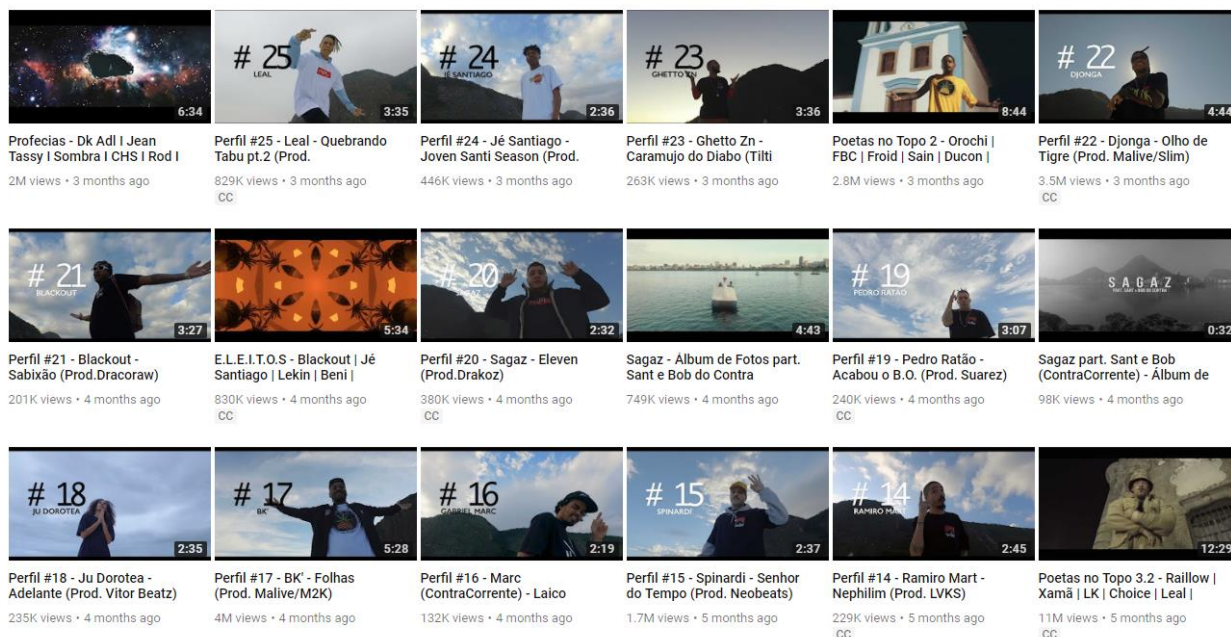 # 25
LEAL
# 24
JÉ SANTIAGO
# 23
GHETTO ZN
# 22
DJONGA
6:34
3:35
2:36
3:36
8:44
4:44
Profecias - Dk Adl I Jean
Tassy I Sombra I CHS I Rod I
2M views • 3 months ago
Perfil #25 - Leal - Quebrando
Tabu pt.2 (Prod.
829K views • 3 months ago
CC
Perfil #24 - Jé Santiago -
Joven Santi Season (Prod.
446K views • 3 months ago
Perfil #23 - Ghetto Zn -
Caramujo do Diabo (Tilti
263K views • 3 months ago
Poetas no Topo 2 - Orochi |
FBC | Froid | Sain | Ducon |
2.8M views • 3 months ago
Perfil #22 - Djonga - Olho de
Tigre (Prod. Malive/Slim)
3.5M views • 3 months ago
CC
# 21
BLACKOUT
# 20
SAGAZ
# 19
PEDRO RATÃO
SAGAZ
3:27
5:34
2:32
4:43
3:07
0:32
Perfil #21 - Blackout -
Sabixão (Prod.Dracoraw)
201K views • 4 months ago
E.L.E.I.T.O.S - Blackout | Jé
Santiago | Lekin | Beni |
830K views • 4 months ago
CC
Perfil #20 - Sagaz - Eleven
(Prod.Drakoz)
380K views • 4 months ago
CC
Sagaz - Álbum de Fotos part.
Sant e Bob do Contra
749K views • 4 months ago
Perfil #19 - Pedro Ratão -
Acabou o B.O. (Prod. Suarez)
240K views • 4 months ago
CC
Sagaz part. Sant e Bob
(ContraCorrente) - Álbum de
98K views • 4 months ago
# 18
JU DOROTEA
# 17
BK'
# 16
GABRIEL MARC
# 15
SPINARDI
# 14
RAMIRO MART
2:35
5:28
2:19
2:37
2:45
12:29
Perfil #18 - Ju Dorotea -
Adelante (Prod. Vitor Beatz)
235K views • 4 months ago
Perfil #17 - BK' - Folhas
(Prod. Malive/M2K)
4M views • 4 months ago
Perfil #16 - Marc
(ContraCorrente) - Laico
132K views • 4 months ago
Perfil #15 - Spinardi - Senhor
do Tempo (Prod. Neobeats)
1.7M views • 5 months ago
Perfil #14 - Ramiro Mart -
Nephilim (Prod. LVKS)
229K views • 5 months ago
CC
Poetas no Topo 3.2 - Raillow |
Xamã | LK | Choice | Leal |
11M views • 5 months ago
CC